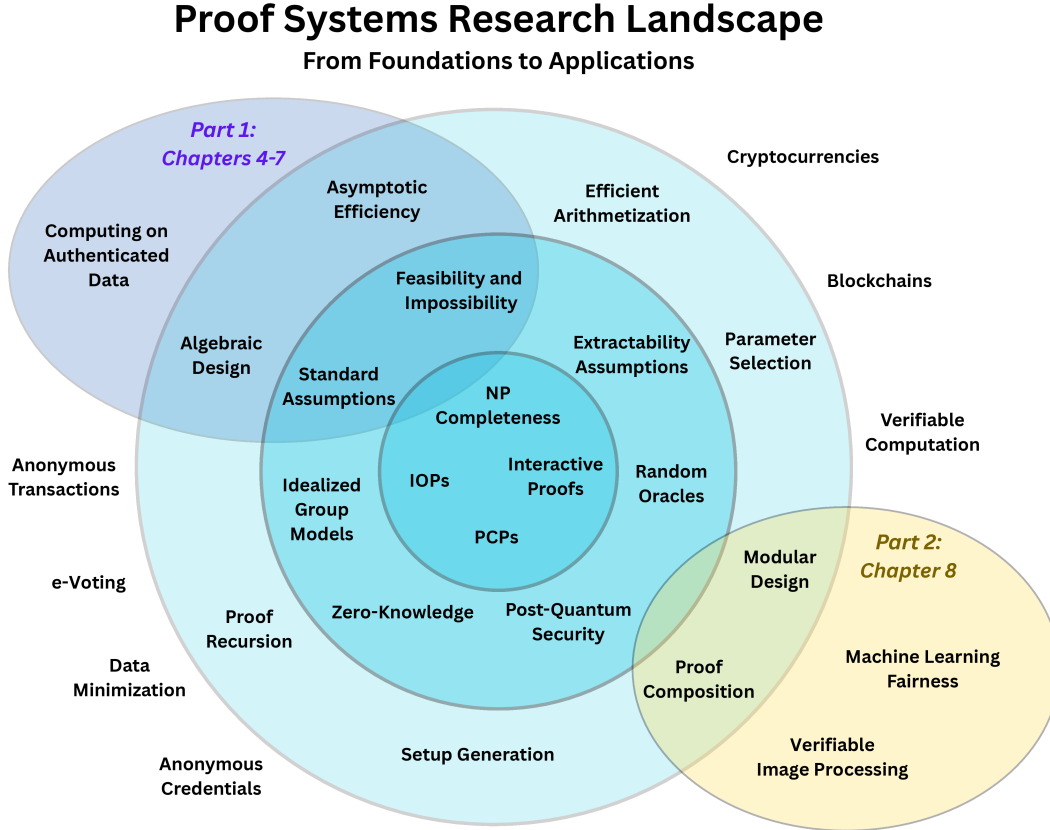 Proof Systems Research Landscape
From Foundations to Applications
Part 1:
Chapters 4-7
Cryptocurrencies
Asymptotic
Efficiency
Efficient
Arithmetization
Computing on
Authenticated
Data
Feasibility and
Impossibility
Blockchains
Algebraic
Design
Extractability
Assumptions
Parameter
Selection
Standard
Assumptions
NP
Completeness
Verifiable
Computation
Anonymous
Transactions
IOPs
Interactive
Proofs
Random
Oracles
Idealized
Group
Models
PCPs
Part 2:
Chapter 8
Modular
Design
e-Voting
Zero-Knowledge
Post-Quantum
Security
Proof
Recursion
Data
Minimization
Proof
Composition
Machine Learning
Fairness
Setup Generation
Verifiable
Image Processing
Anonymous
Credentials